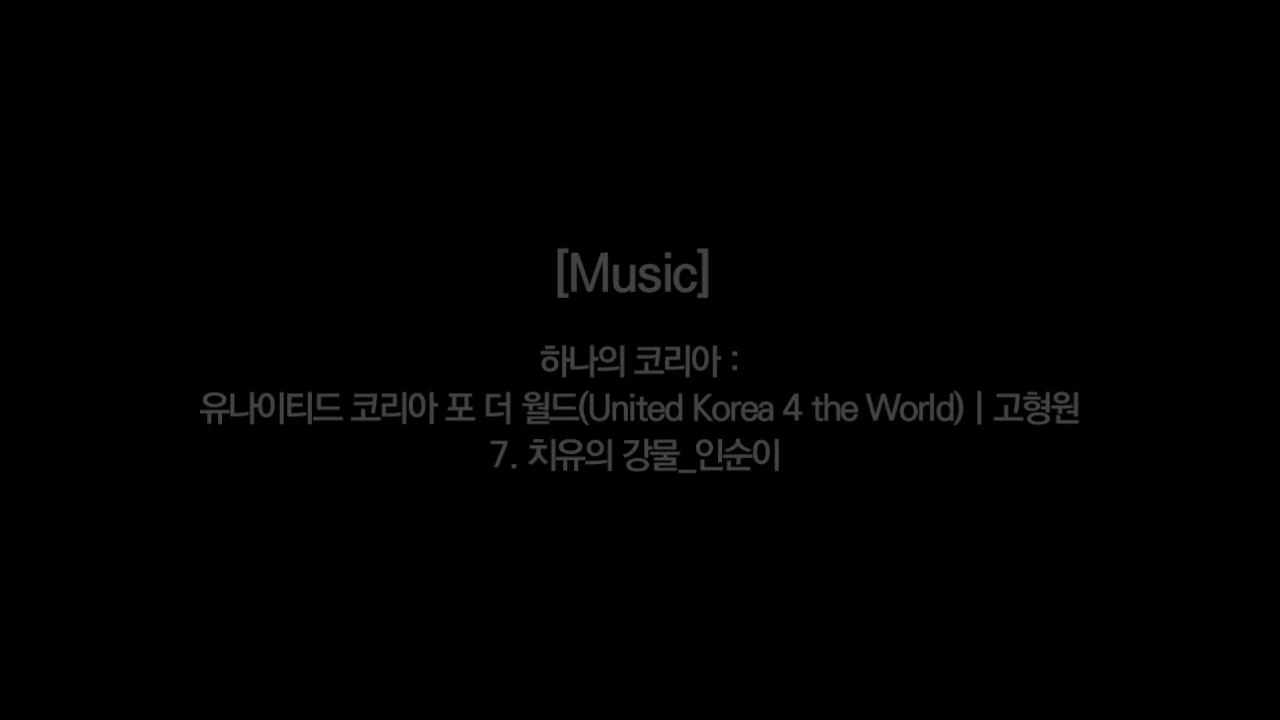 [Music]
하나의 코리아 :
유나이티드 코리아 포 더 월드(United Korea 4 the World) | 고형원
7. 치유의 강물_인순이